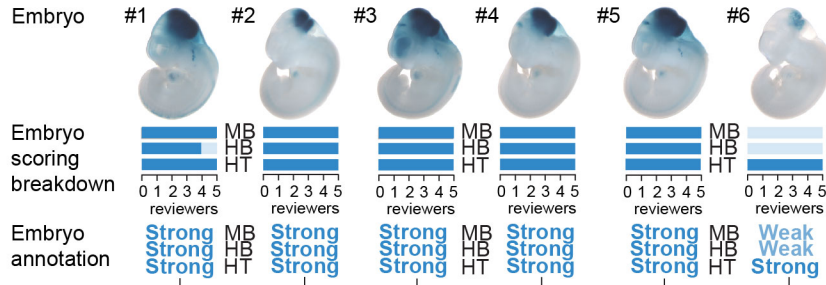 Embryo #1 #2 #3 #4 #5 #6
Embryo scoring breakdown
MB MB MB
HB HB HB
HT HT HT
0 1 2 3 4 5 0 1 2 3 4 5 0 1 2 3 4 5 0 1 2 3 4 5 0 1 2 3 4 5 0 1 2 3 4 5
reviewers reviewers reviewers reviewers reviewers reviewers
Embryo annotation
Strong MB Strong Strong MB Strong Strong MB Weak
Strong HB Strong Strong HB Strong Strong HB Weak
Strong HT Strong Strong HT Strong Strong HT Strong